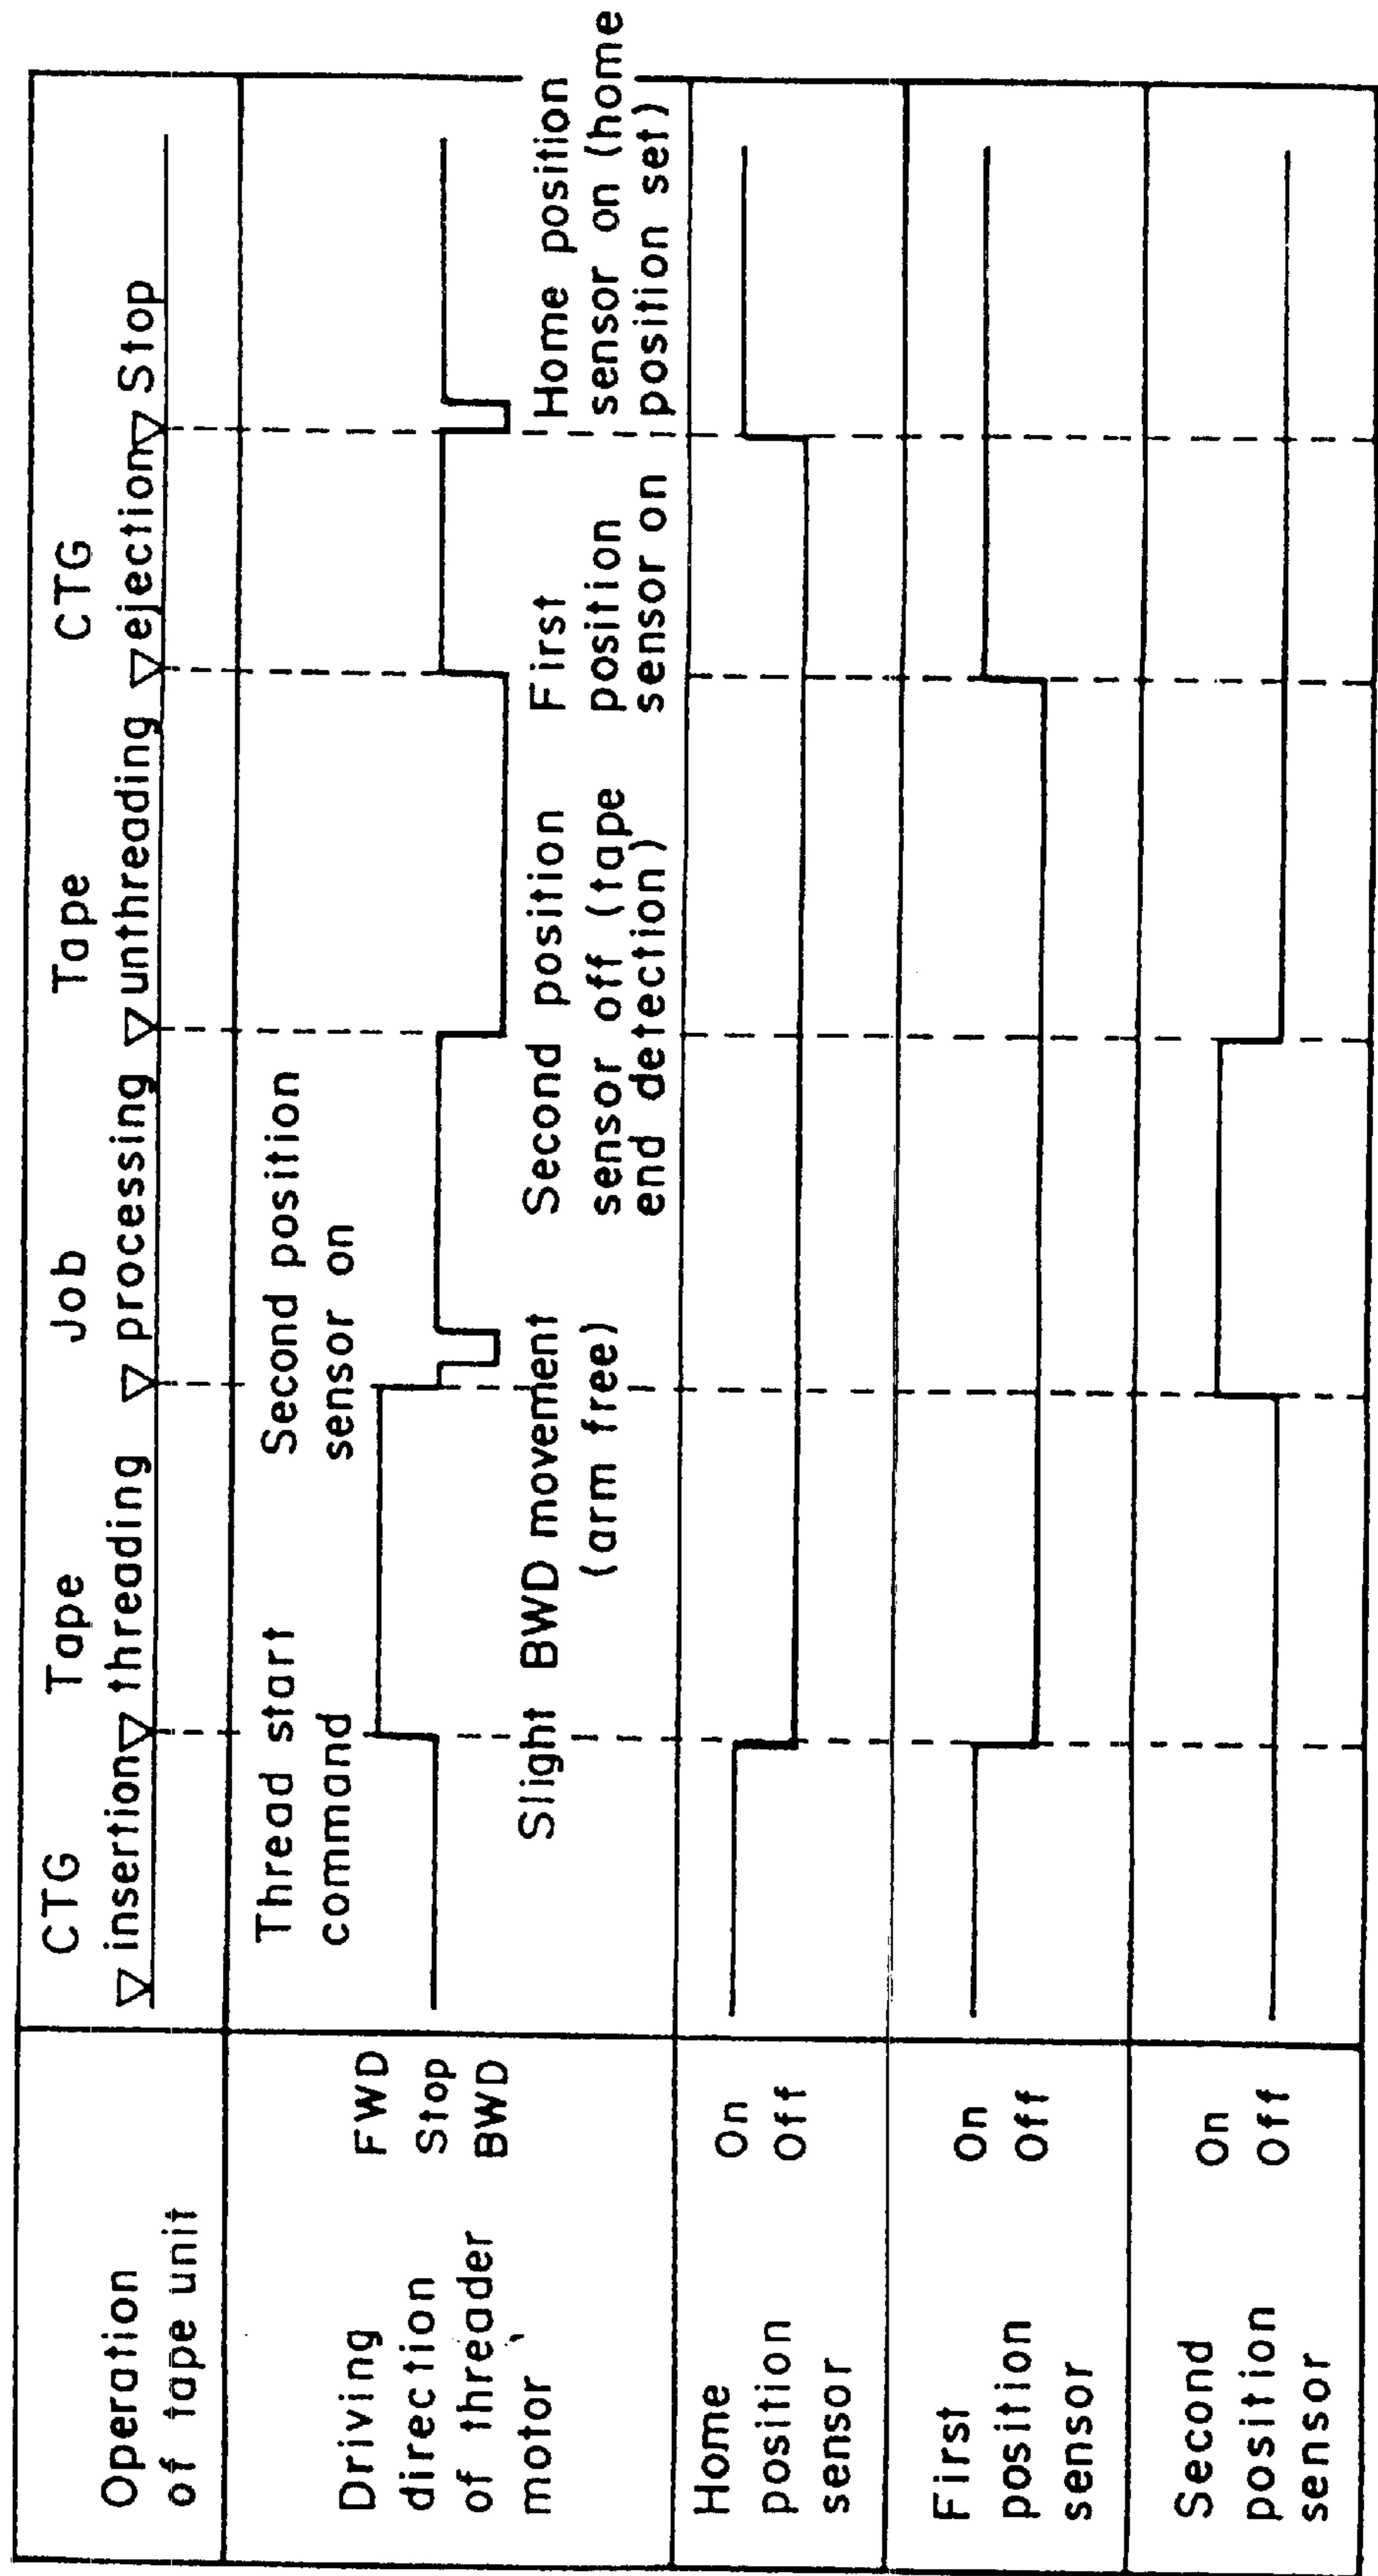 Operation
of tape unit
CTG Tape Job Tape CTG
insertion threading processing unthreading ejection Stop
Driving
direction
of threader
motor
FWD
Stop
BWD
Thread start
command
Second position
sensor on
Slight BWD movement
(arm free)
Second position
sensor off (tape
end detection)
First
position
sensor on
Home position
sensor on (home
position set)
Home
position
sensor
On
Off
First
position
sensor
On
Off
Second
position
sensor
On
Off